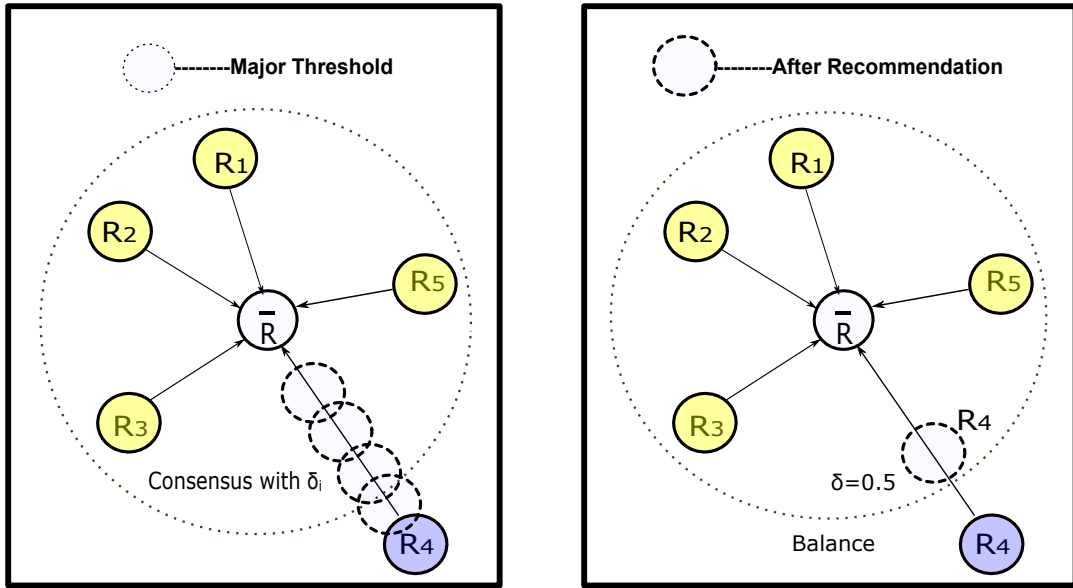 --------Major Threshold
R1
R2
R5
R̅
R3
Consensus with δi
R4
-------After Recommendation
R1
R2
R5
R̅
R3
R4
δ=0.5
Balance
R4